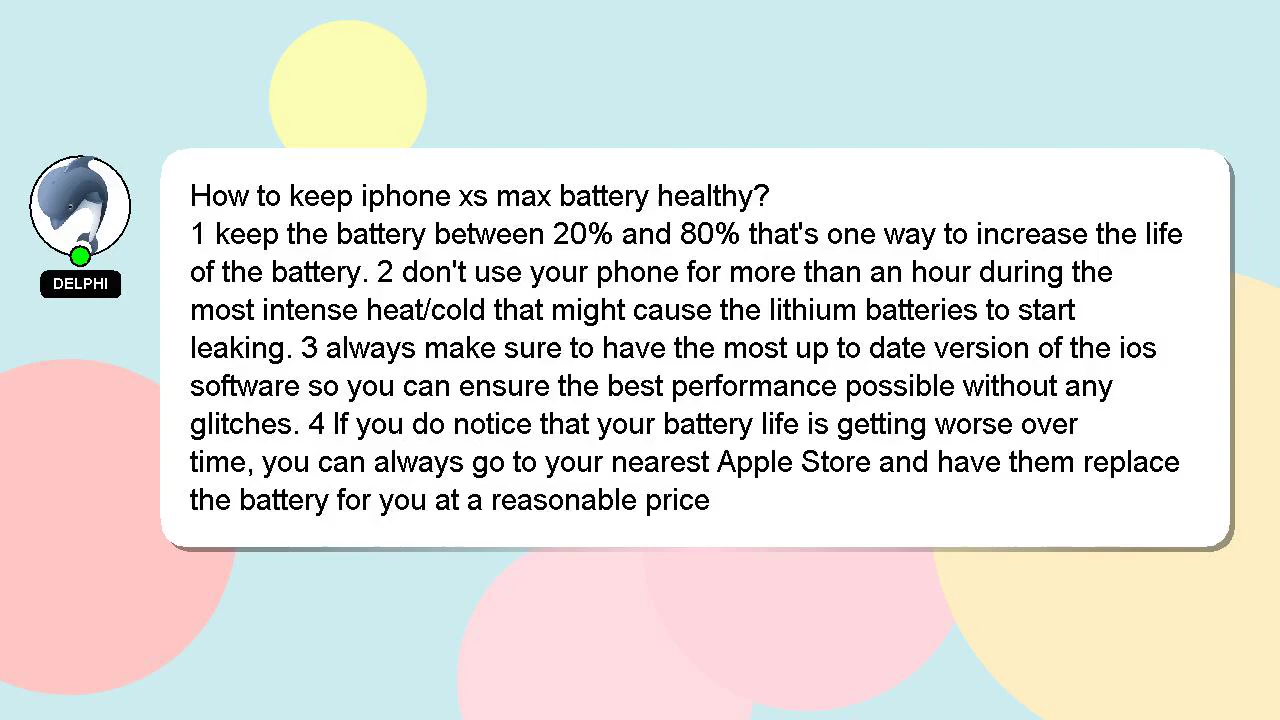 DELPHI
How to keep iphone xs max battery healthy?
1 keep the battery between 20% and 80% that's one way to increase the life
of the battery. 2 don't use your phone for more than an hour during the
most intense heat/cold that might cause the lithium batteries to start
leaking. 3 always make sure to have the most up to date version of the ios
software so you can ensure the best performance possible without any
glitches. 4 If you do notice that your battery life is getting worse over
time, you can always go to your nearest Apple Store and have them replace
the battery for you at a reasonable price